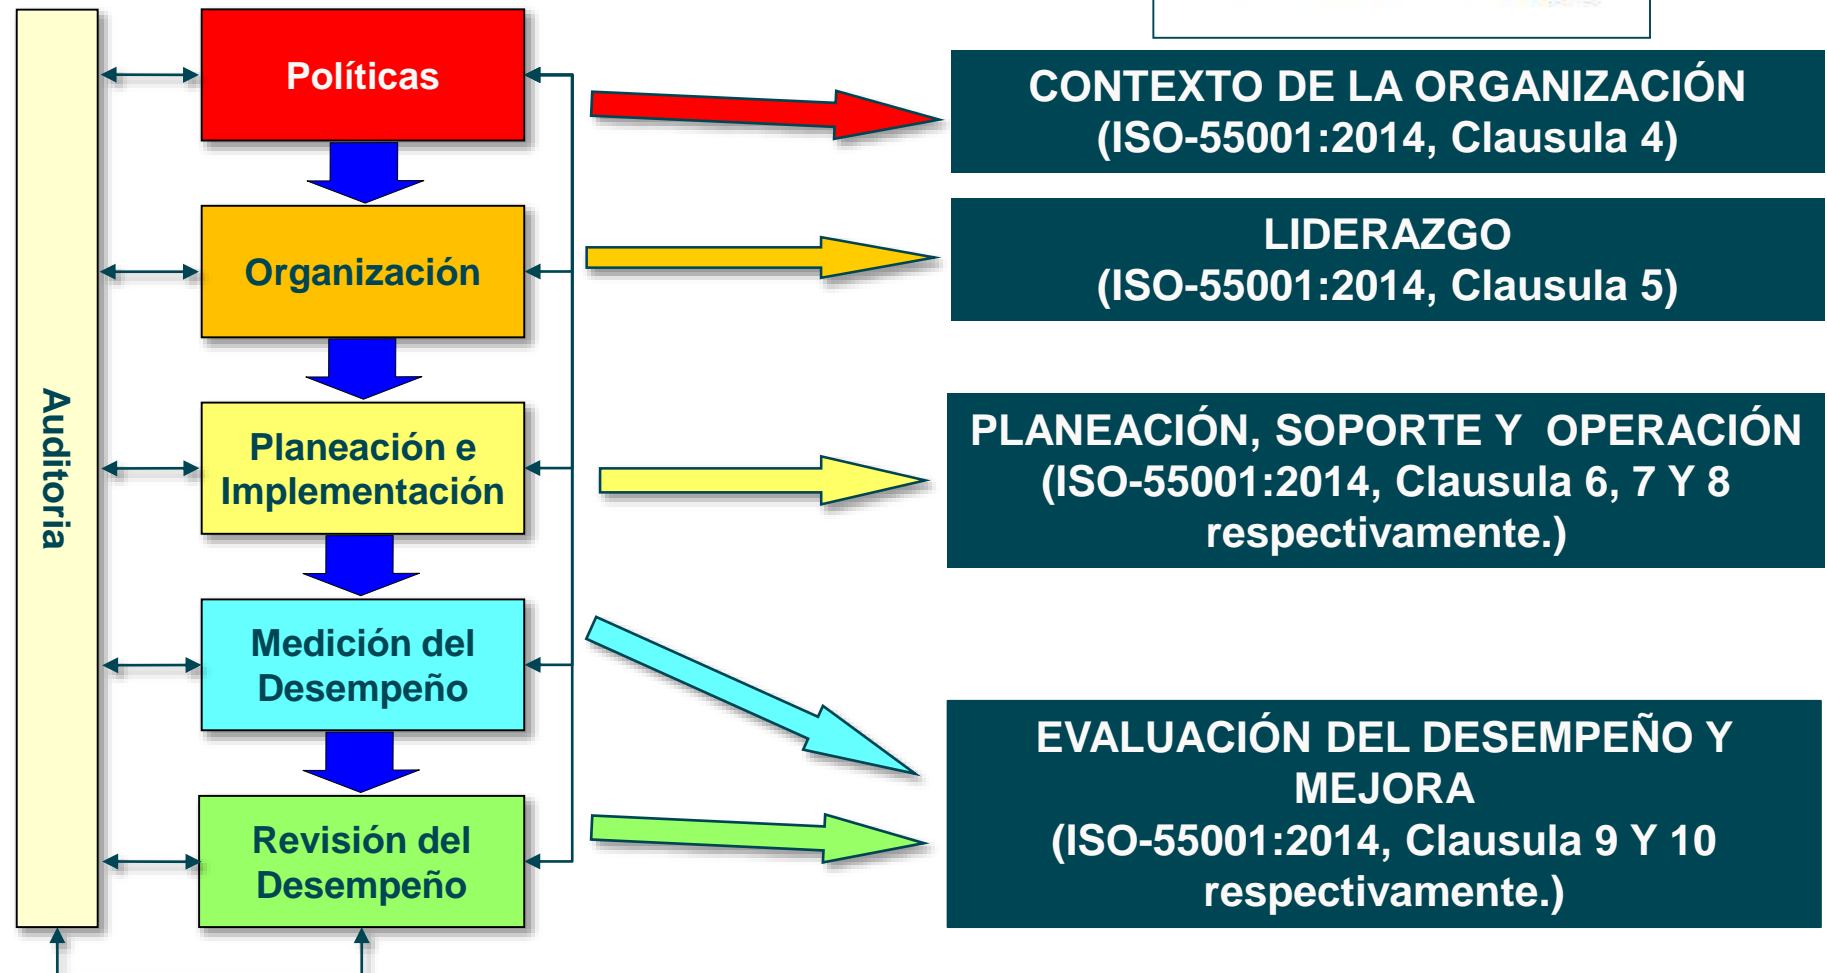 Políticas
CONTEXTO DE LA ORGANIZACIÓN
(ISO-55001:2014, Clausula 4)
Organización
LIDERAZGO
(ISO-55001:2014, Clausula 5)
Auditoria
Planeación e
Implementación
PLANEACIÓN, SOPORTE Y OPERACIÓN
(ISO-55001:2014, Clausula 6, 7 Y 8
respectivamente.)
Medición del
Desempeño
Revisión del
Desempeño
EVALUACIÓN DEL DESEMPEÑO Y
MEJORA
(ISO-55001:2014, Clausula 9 Y 10
respectivamente.)